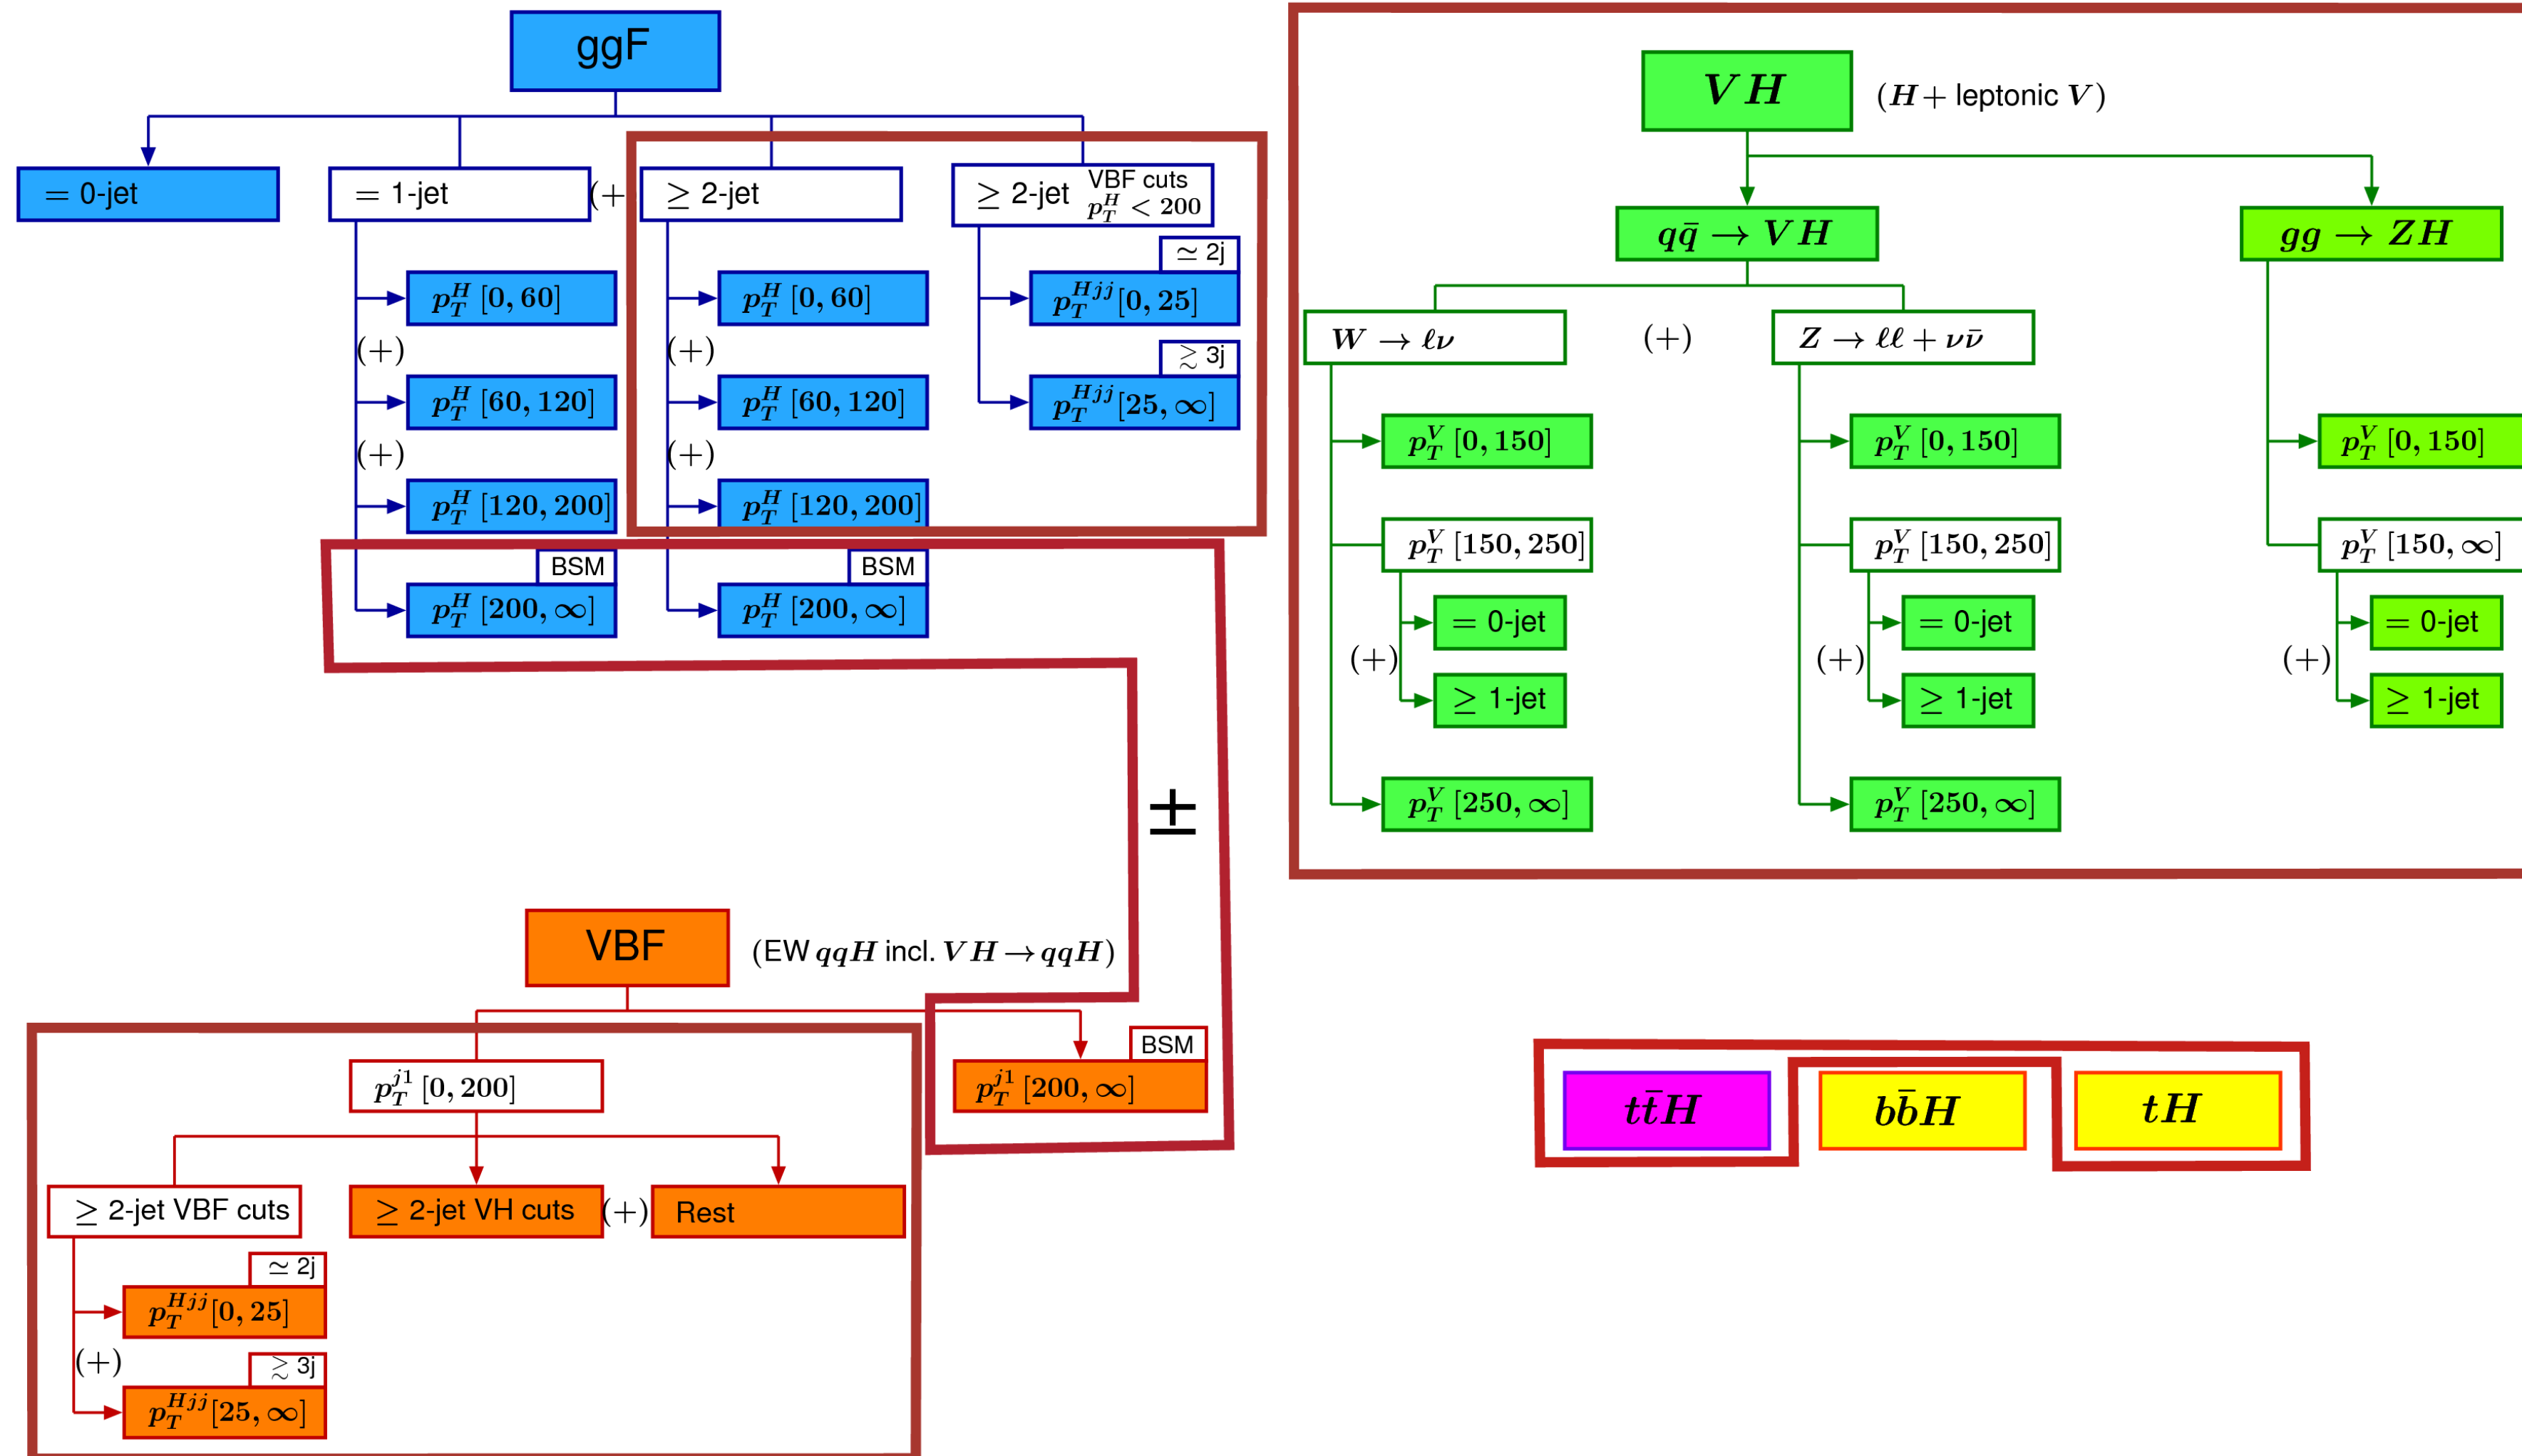 ggF
= 0-jet
= 1-jet
(+
≥ 2-jet
≥ 2-jet VBF cuts
p_T^H < 200
p_T^H [0, 60]
(+)
p_T^H [60, 120]
(+)
p_T^H [120, 200]
BSM
p_T^H [200, ∞]
p_T^H [0, 60]
(+)
p_T^H [60, 120]
(+)
p_T^H [120, 200]
BSM
p_T^H [200, ∞]
≃ 2j
p_T^{Hjj} [0, 25]
≳ 3j
p_T^{Hjj} [25, ∞]
±
VBF
(EW qqH incl. VH → qqH)
p_T^{j1} [0, 200]
BSM
p_T^{j1} [200, ∞]
≥ 2-jet VBF cuts
≥ 2-jet VH cuts
(+)
Rest
≃ 2j
p_T^{Hjj} [0, 25]
(+)
≳ 3j
p_T^{Hjj} [25, ∞]
VH
(H + leptonic V)
qq̄ → VH
gg → ZH
W → ℓν
(+)
Z → ℓℓ + νν̄
p_T^V [0, 150]
p_T^V [150, 250]
= 0-jet
(+)
≥ 1-jet
p_T^V [250, ∞]
p_T^V [0, 150]
p_T^V [150, 250]
= 0-jet
(+)
≥ 1-jet
p_T^V [250, ∞]
p_T^V [0, 150]
p_T^V [150, ∞]
= 0-jet
(+)
≥ 1-jet
tt̄H
bb̄H
tH